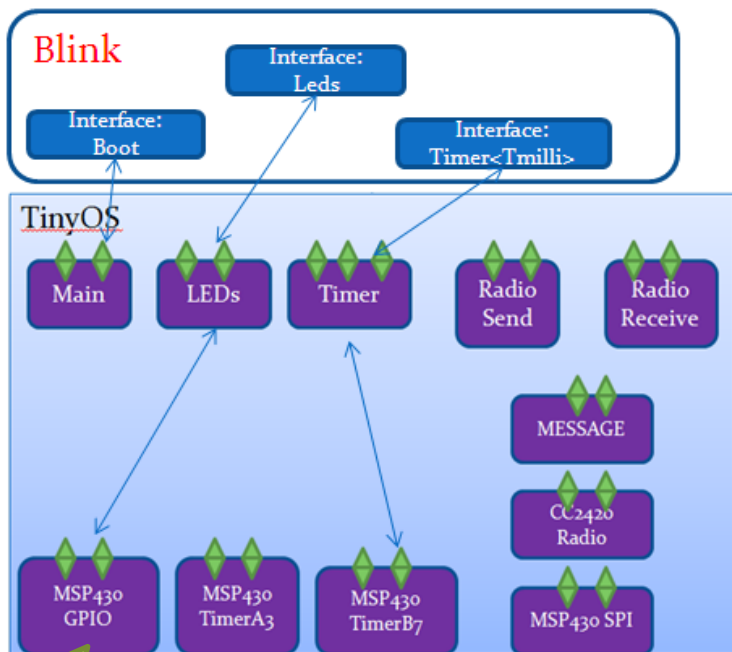 Blink
Interface:
Leds
Interface:
Boot
Interface:
Timer<Tmilli>
TinyOS
Main
LEDs
Timer
Radio
Send
Radio
Receive
MESSAGE
CC2420
Radio
MSP430
GPIO
MSP430
TimerA3
MSP430
TimerB7
MSP430 SPI